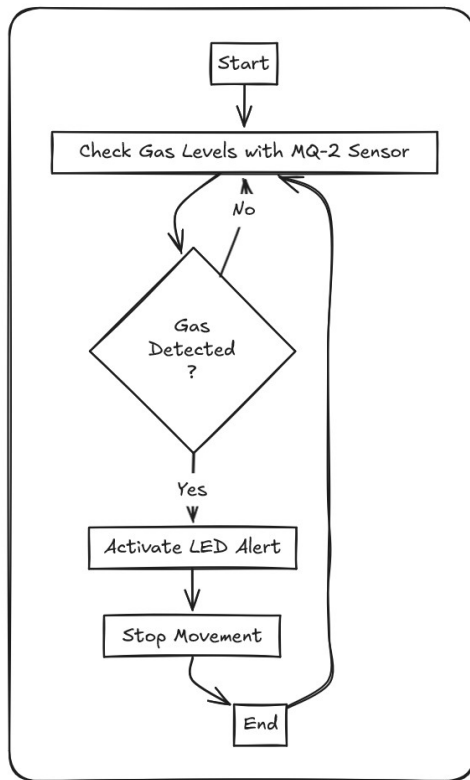 Start
Check Gas Levels with MQ-2 Sensor
No
Gas
Detected
?
Yes
Activate LED Alert
Stop Movement
End